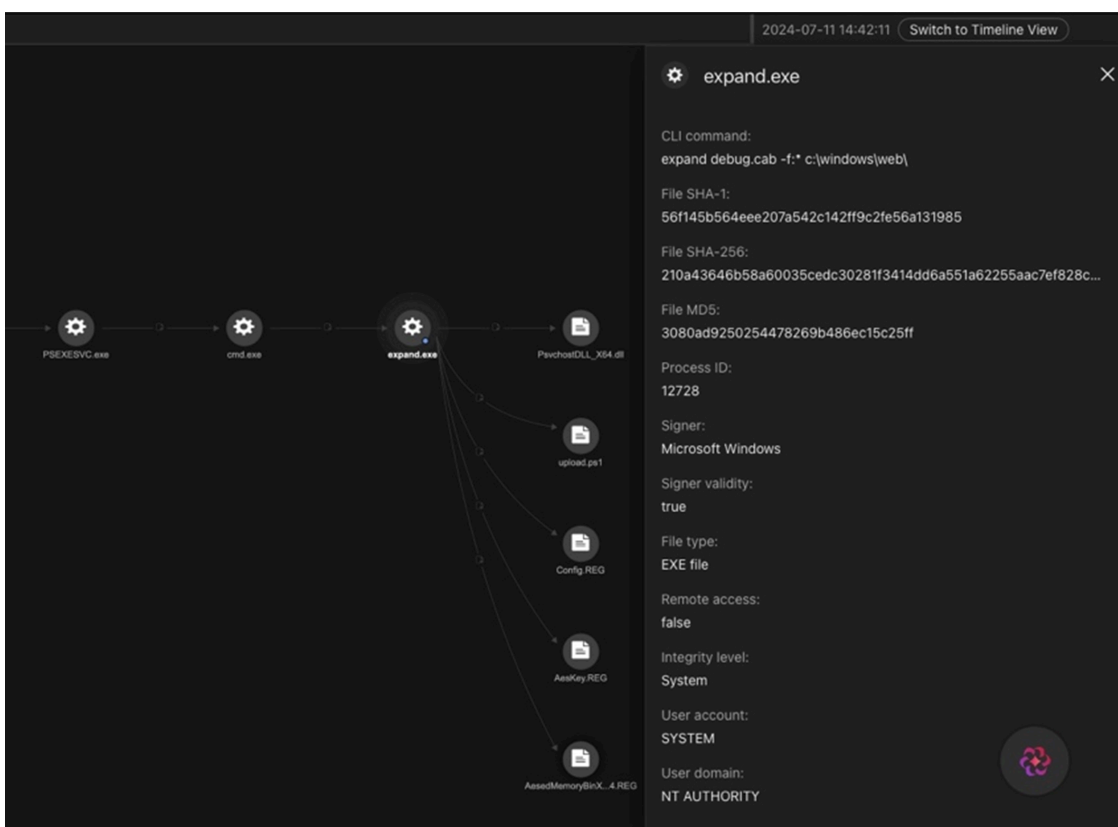 2024-07-11 14:42:11 Switch to Timeline View
expand.exe
CLI command:
expand debug.cab -f:* c:\windows\web\
File SHA-1:
56f145b564eee207a542c142ff9c2fe56a131985
File SHA-256:
210a43646b58a60035cedc30281f3414dd6a551a62255aac7ef828c...
File MD5:
3080ad9250254478269b486ec15c25ff
Process ID:
12728
Signer:
Microsoft Windows
Signer validity:
true
File type:
EXE file
Remote access:
false
Integrity level:
System
User account:
SYSTEM
User domain:
NT AUTHORITY
PSEXESVC.exe
cmd.exe
expand.exe
PsvchostDLL_X64.dll
upload.ps1
Config.REG
AesKey.REG
AesedMemoryBinX...4.REG